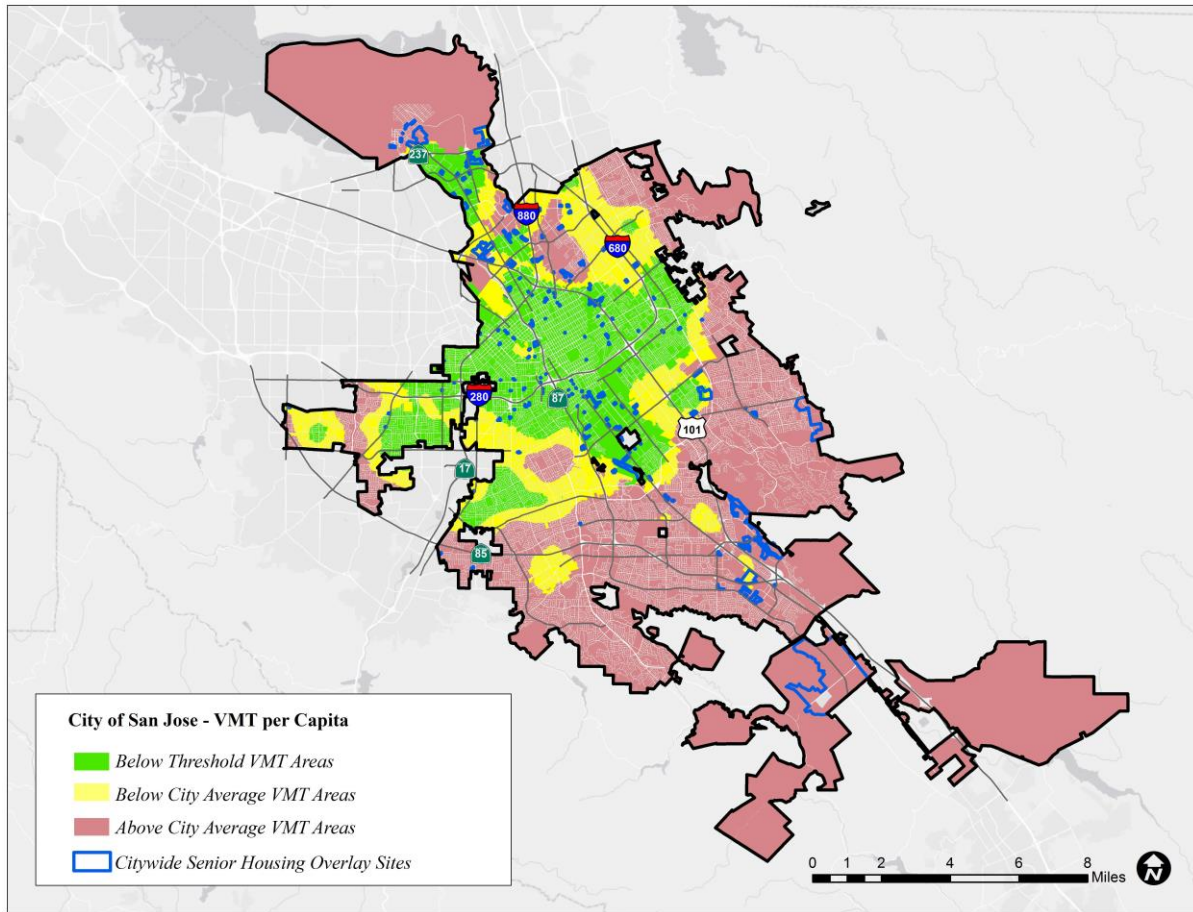 237
880
680
280
87
101
17
85
City of San Jose - VMT per Capita
Below Threshold VMT Areas
Below City Average VMT Areas
Above City Average VMT Areas
Citywide Senior Housing Overlay Sites
0 1 2 4 6 8
Miles
N